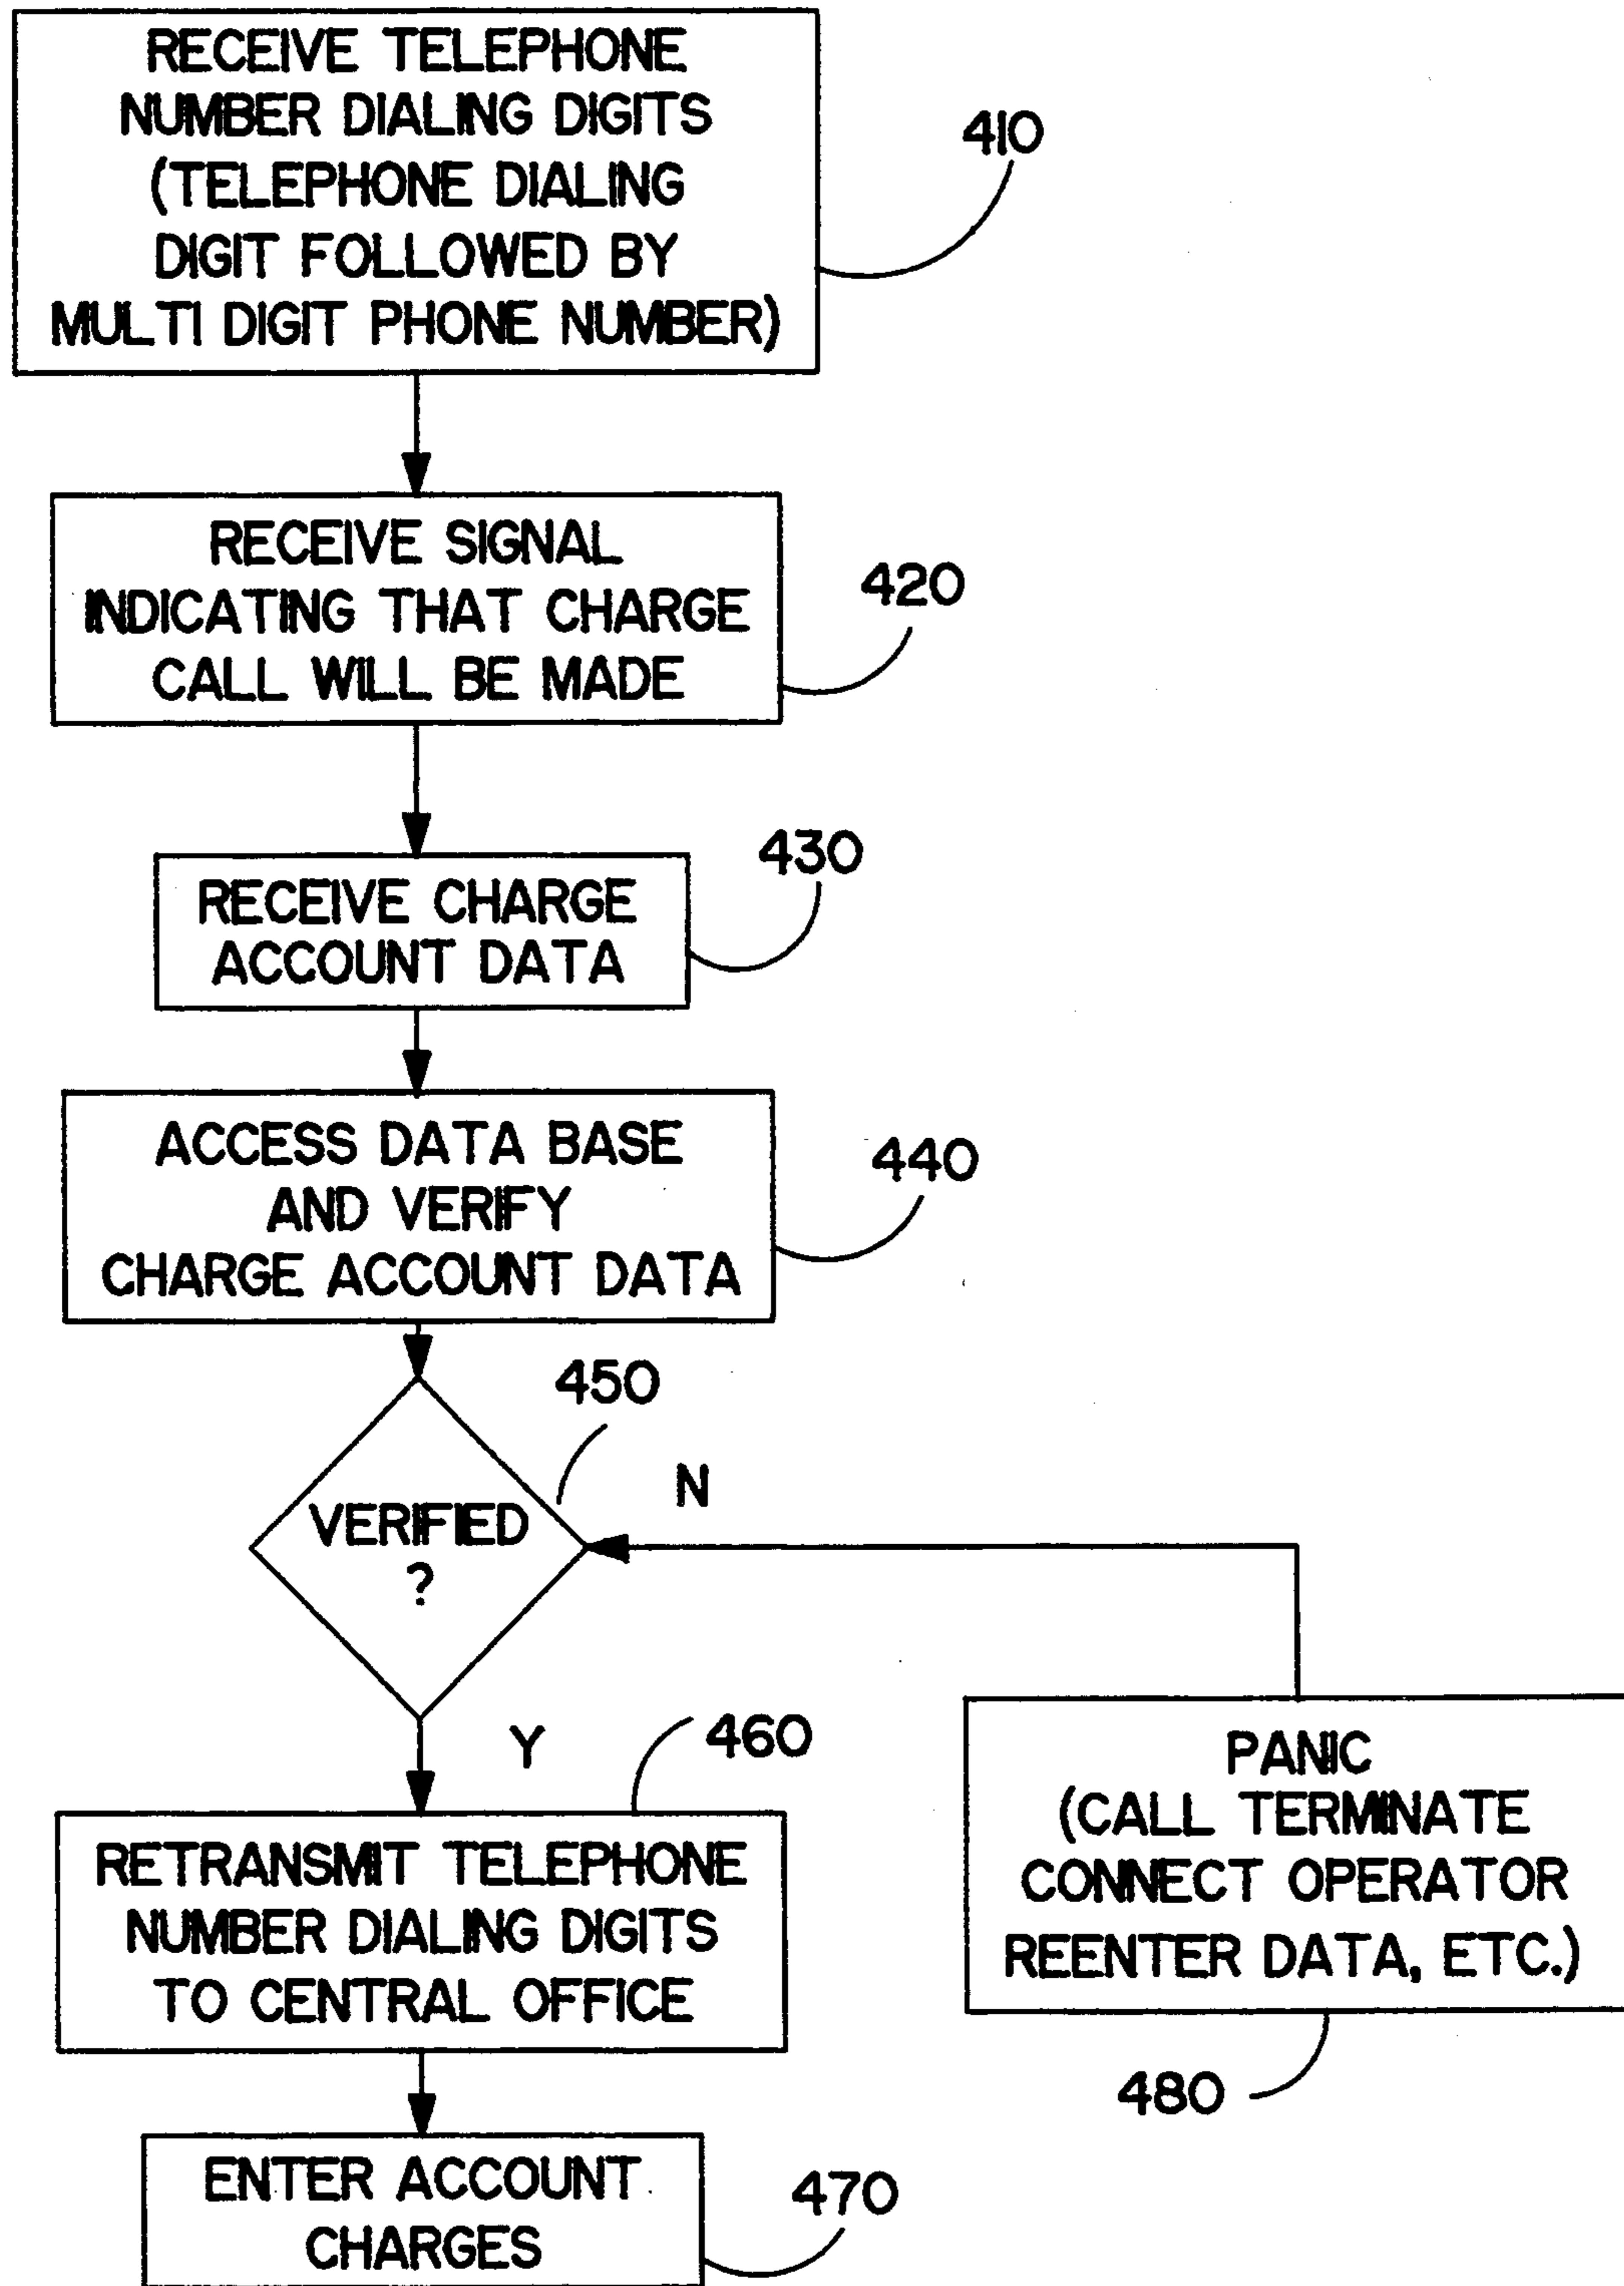 RECEIVE TELEPHONE
NUMBER DIALING DIGITS
(TELEPHONE DIALING
DIGIT FOLLOWED BY
MULTI DIGIT PHONE NUMBER)
410
RECEIVE SIGNAL
INDICATING THAT CHARGE
CALL WILL BE MADE
420
RECEIVE CHARGE
ACCOUNT DATA
430
ACCESS DATA BASE
AND VERIFY
CHARGE ACCOUNT DATA
440
450
VERIFIED
?
N
Y
460
RETRANSMIT TELEPHONE
NUMBER DIALING DIGITS
TO CENTRAL OFFICE
PANIC
(CALL TERMINATE
CONNECT OPERATOR
REENTER DATA, ETC.)
480
ENTER ACCOUNT
CHARGES
470